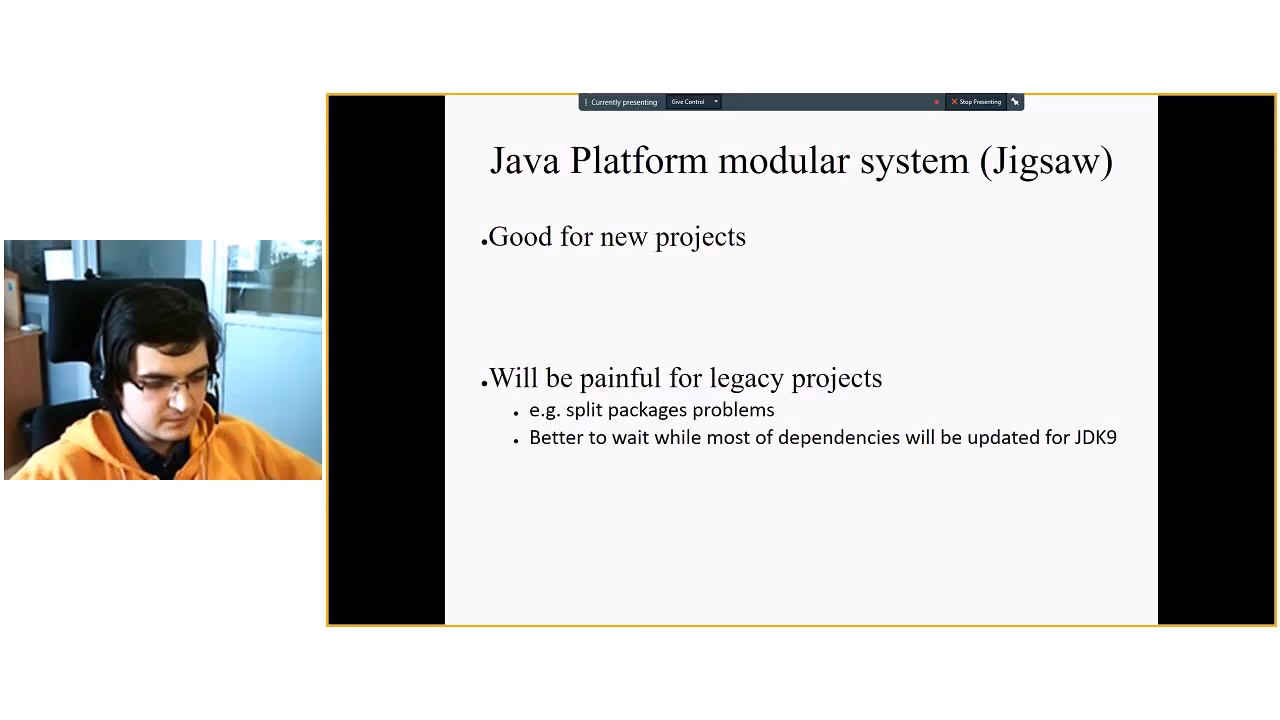 Currently presenting
Give Control
Stop Presenting
Java Platform modular system (Jigsaw)
Good for new projects
Will be painful for legacy projects
e.g. split packages problems
Better to wait while most of dependencies will be updated for JDK9